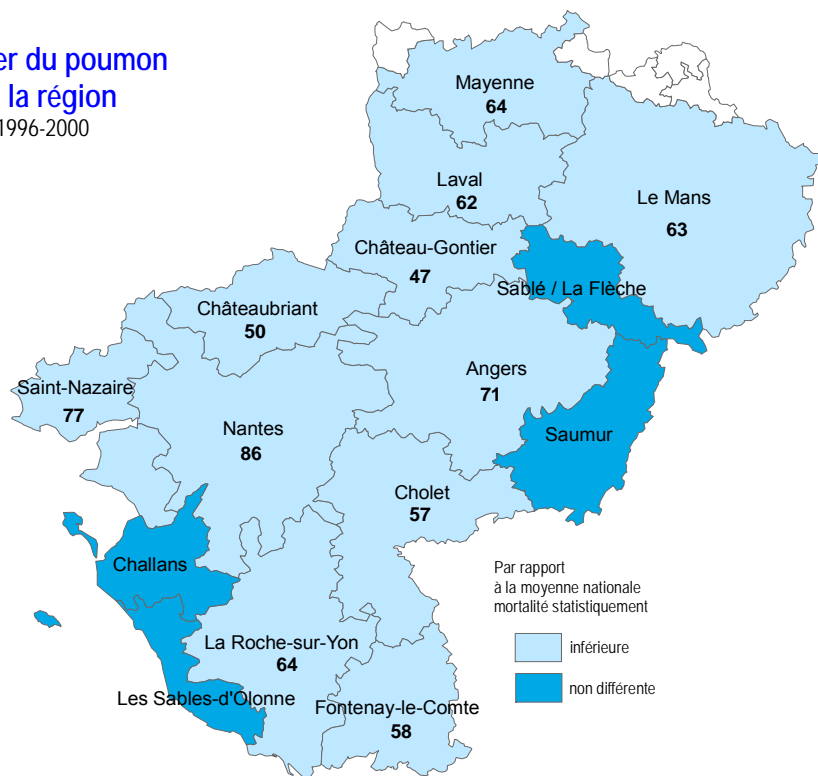 er du poumon
la région
1996-2000
Mayenne
64
Laval
62
Le Mans
63
Château-Gontier
47
Sablé / La Flèche
Châteaubriant
50
Angers
71
Saint-Nazaire
77
Nantes
86
Saumur
Cholet
57
Challans
Par rapport
à la moyenne nationale
mortalité statistiquement
inférieure
non différente
La Roche-sur-Yon
64
Les Sables-d'Olonne
Fontenay-le-Comte
58